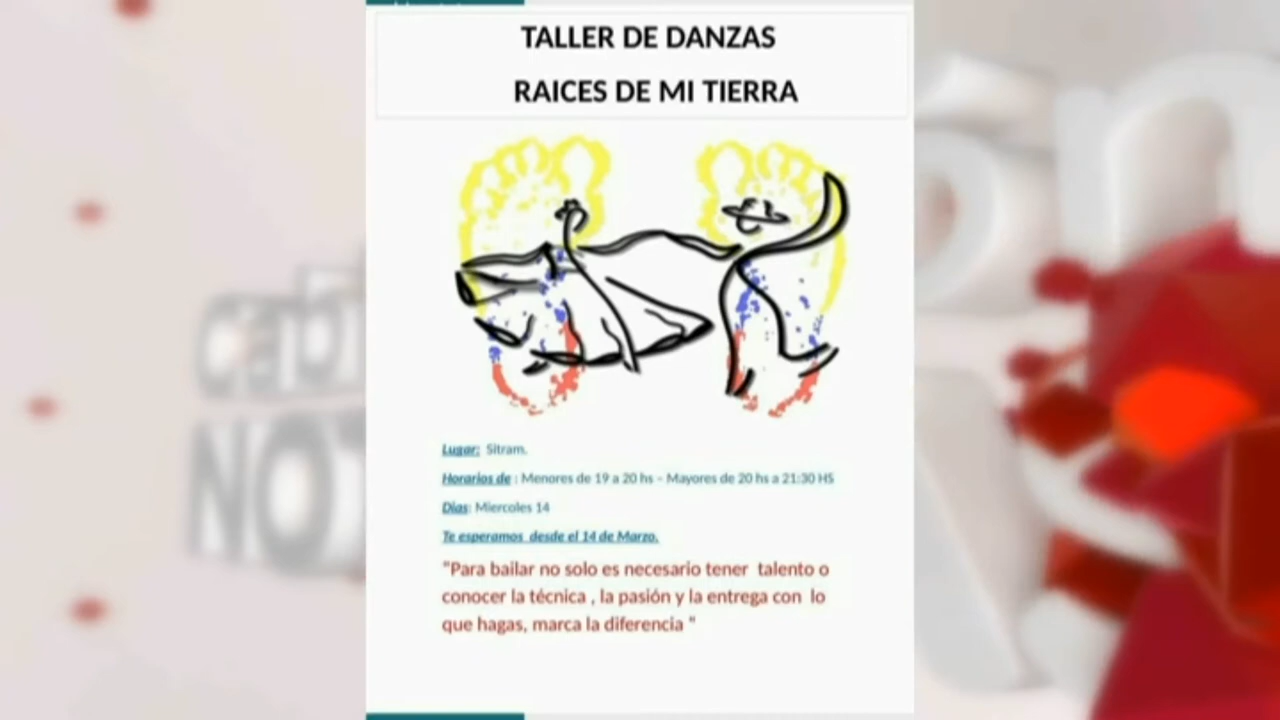 TALLER DE DANZAS
RAICES DE MI TIERRA
Lugar: Sitram.
Horarios de : Menores de 19 a 20 hs - Mayores de 20 hs a 21:30 HS
Dias: Miercoles 14
Te esperamos desde el 14 de Marzo.
"Para bailar no solo es necesario tener talento o
conocer la técnica , la pasión y la entrega con lo
que hagas, marca la diferencia "